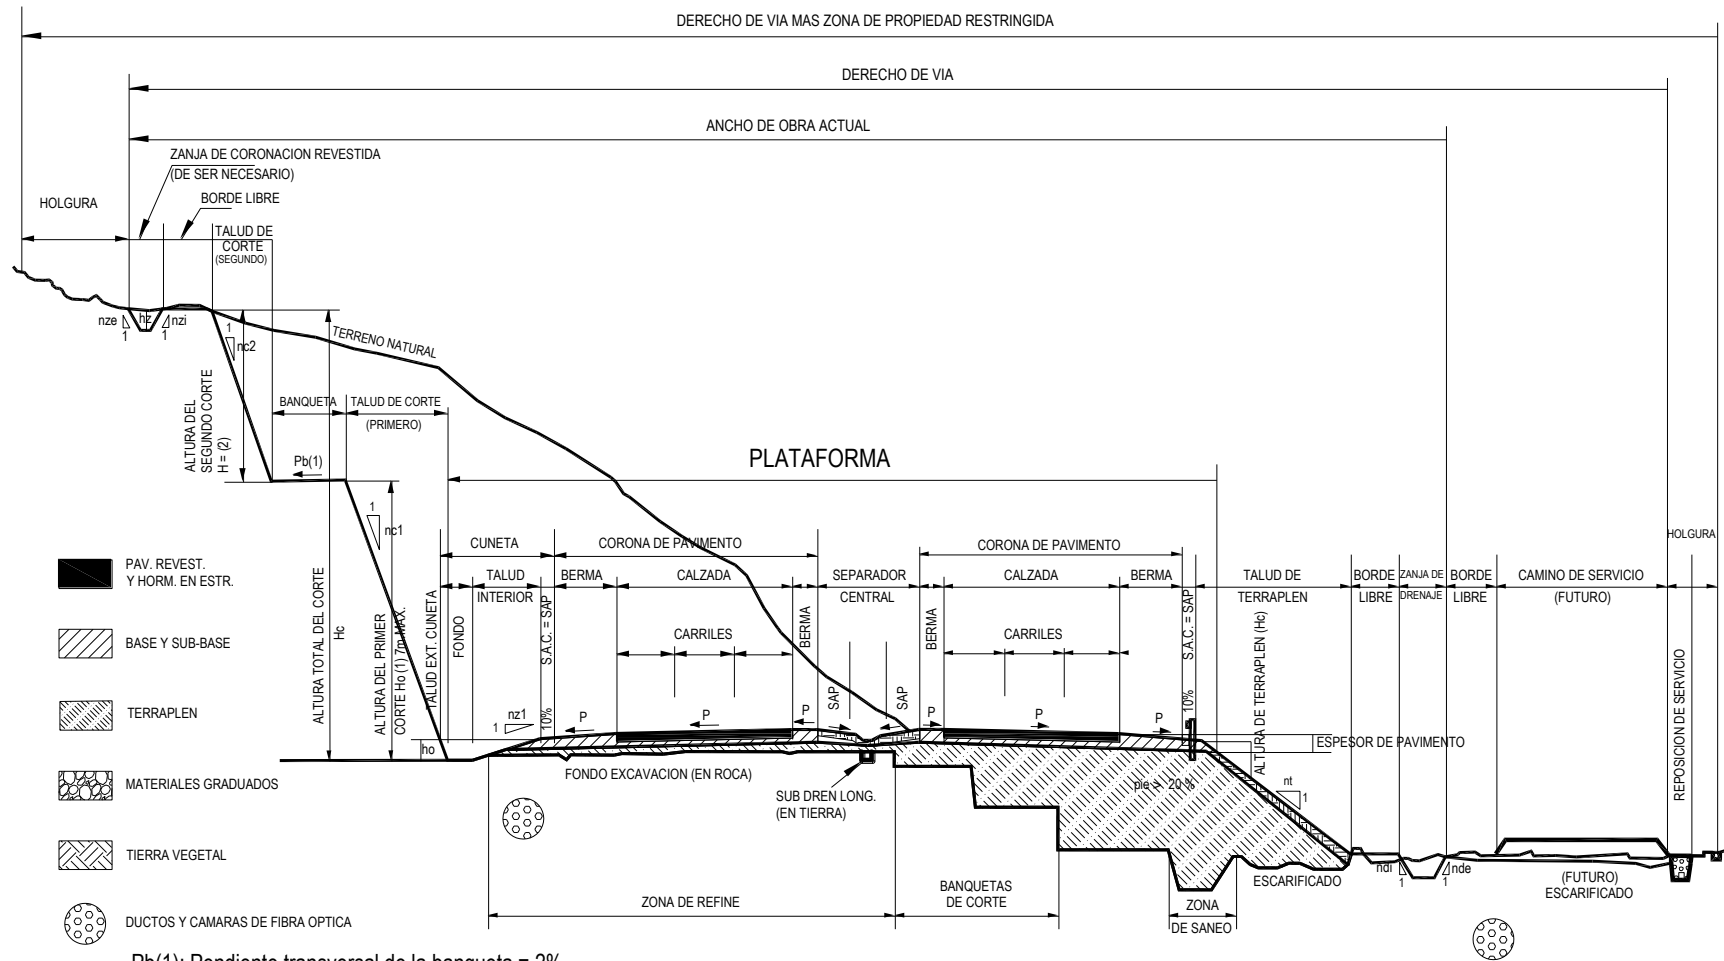 DERECHO DE VIA MAS ZONA DE PROPIEDAD RESTRINGIDA
DERECHO DE VIA
ANCHO DE OBRA ACTUAL
ZANJA DE CORONACION REVESTIDA
(DE SER NECESARIO)
HOLGURA
BORDE LIBRE
TALUD DE
CORTE
(SEGUNDO)
nze
1
hz
nzi
1
1
nc2
TERRENO NATURAL
ALTURA DEL
SEGUNDO CORTE
H = (2)
BANQUETA
TALUD DE CORTE
(PRIMERO)
Pb(1)
1
nc1
ALTURA TOTAL DEL CORTE
Hc
ALTURA DEL PRIMER
CORTE Ho (1) 7m MAX.
PLATAFORMA
CUNETA
CORONA DE PAVIMENTO
CORONA DE PAVIMENTO
HOLGURA
TALUD EXT. CUNETA
FONDO
TALUD
INTERIOR
S.A.C. = SAP
10%
BERMA
CALZADA
CARRILES
BERMA
SEPARADOR
CENTRAL
SAP
SAP
BERMA
CALZADA
CARRILES
BERMA
S.A.C. = SAP
10%
TALUD DE
TERRAPLEN
ALTURA DE TERRAPLEN (Hc)
BORDE
LIBRE
ZANJA DE
DRENAJE
BORDE
LIBRE
CAMINO DE SERVICIO
(FUTURO)
REPOSICION DE SERVICIO
ho
1
nz1
P
P
P
P
P
P
ESPESOR DE PAVIMENTO
FONDO EXCAVACION (EN ROCA)
SUB DREN LONG.
(EN TIERRA)
pie > 20 %
nt
1
ESCARIFICADO
ndi
1
nde
1
(FUTURO)
ESCARIFICADO
ZONA DE REFINE
BANQUETAS
DE CORTE
ZONA
DE SANEO
PAV. REVEST.
Y HORM. EN ESTR.
BASE Y SUB-BASE
TERRAPLEN
MATERIALES GRADUADOS
TIERRA VEGETAL
DUCTOS Y CAMARAS DE FIBRA OPTICA
Pb(1): Pendiente transversal de la banqueta = 2%